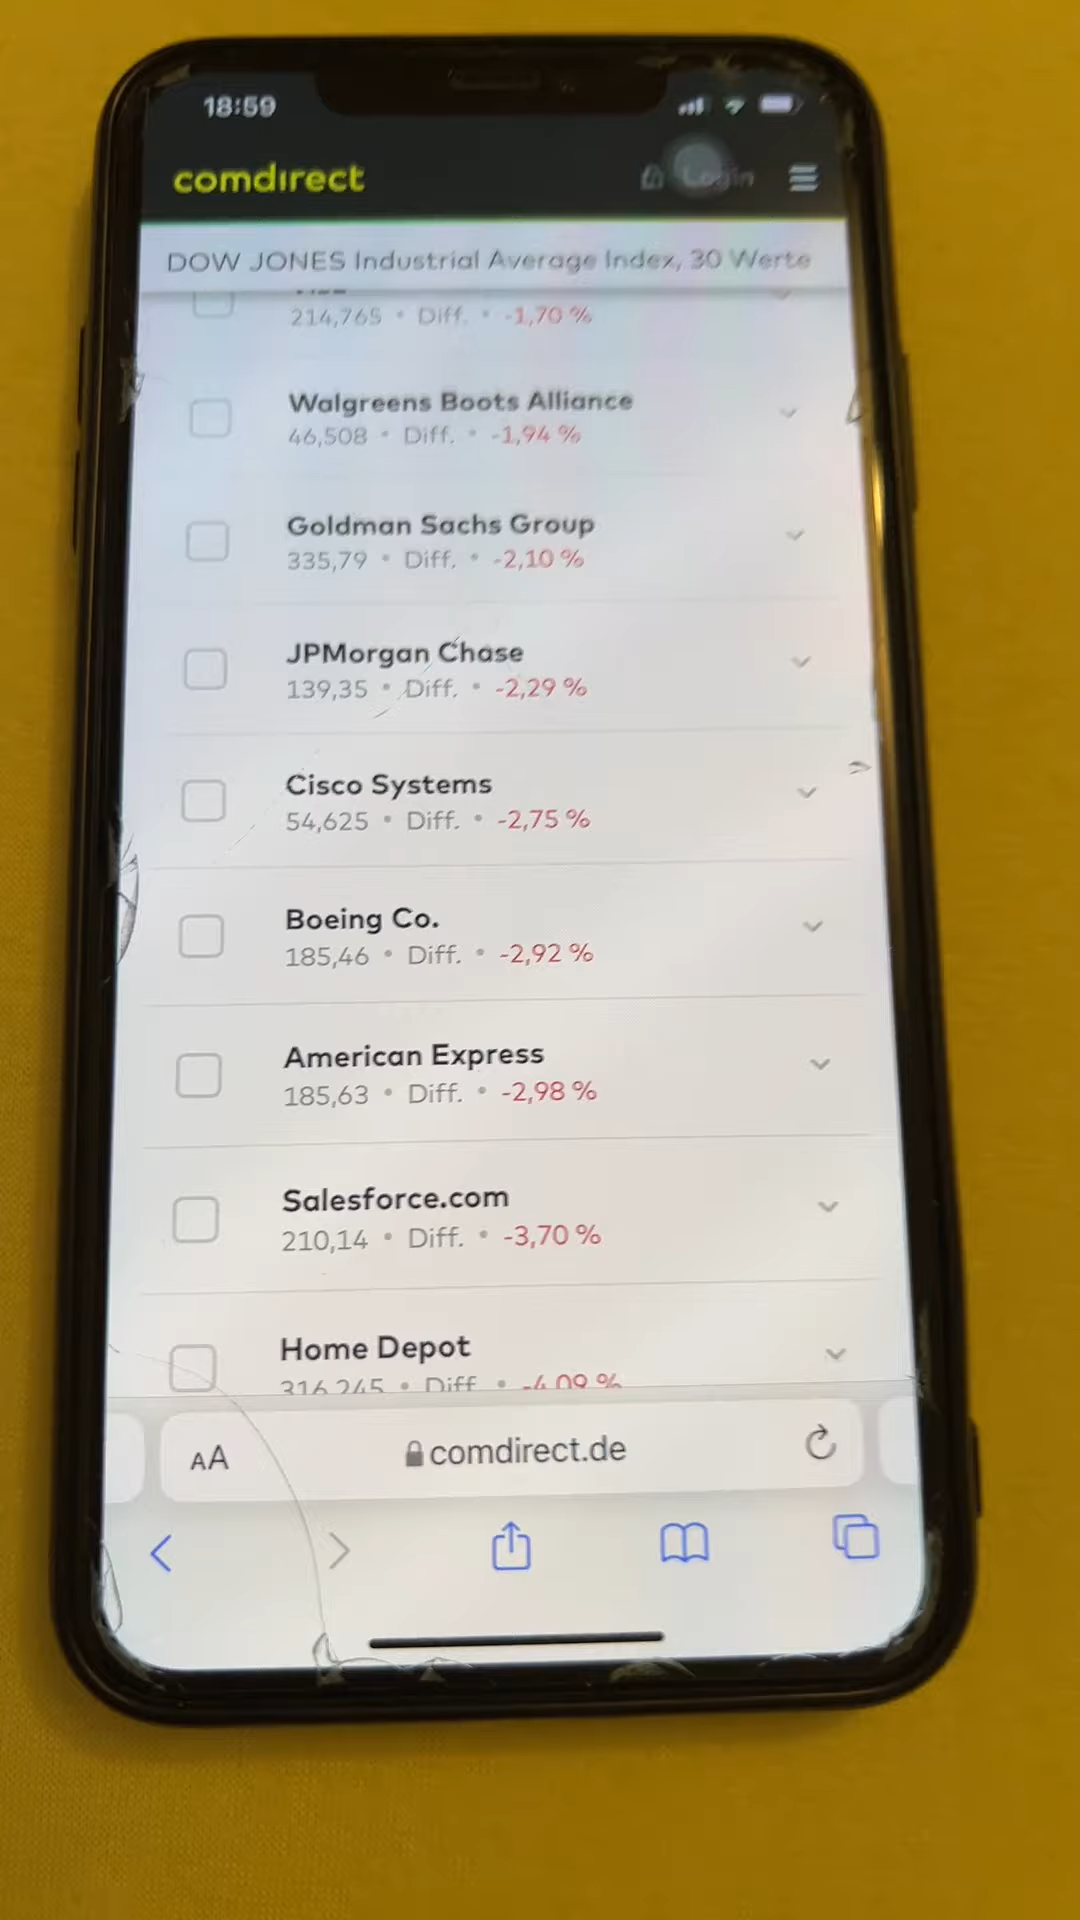 18:59
comdirect
Login
DOW JONES Industrial Average Index, 30 Werte
214,765 • Diff. • -1,70 %
Walgreens Boots Alliance
46,508 • Diff. • -1,94 %
Goldman Sachs Group
335,79 • Diff. • -2,10 %
JPMorgan Chase
139,35 • Diff. • -2,29 %
Cisco Systems
54,625 • Diff. • -2,75 %
Boeing Co.
185,46 • Diff. • -2,92 %
American Express
185,63 • Diff. • -2,98 %
Salesforce.com
210,14 • Diff. • -3,70 %
Home Depot
316,245 • Diff. • -4,09 %
AA
comdirect.de